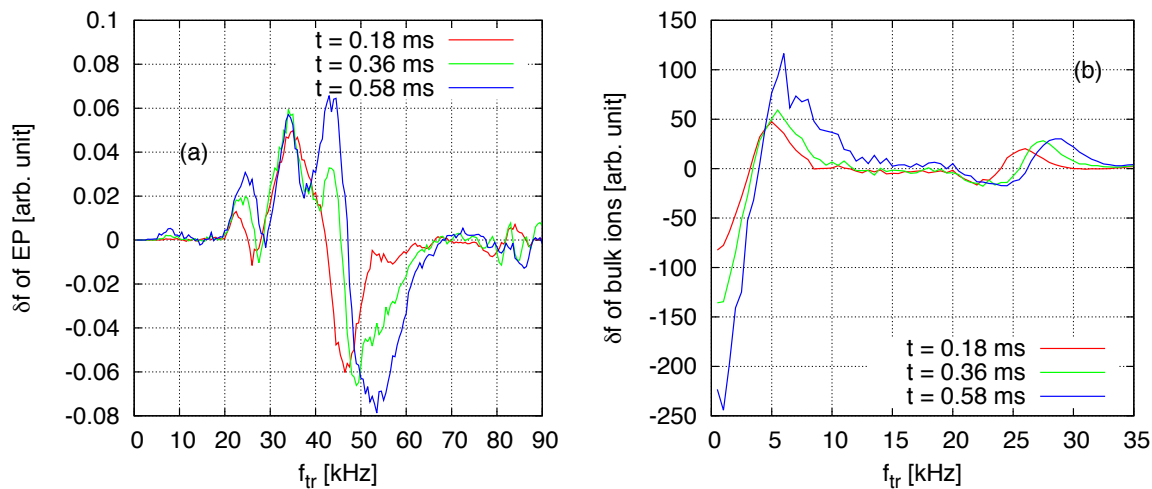 0.1
0.08
0.06
0.04
0.02
0
-0.02
-0.04
-0.06
-0.08
δf of EP [arb. unit]
t = 0.18 ms
t = 0.36 ms
t = 0.58 ms
(a)
0 10 20 30 40 50 60 70 80 90
f_tr [kHz]
150
100
50
0
-50
-100
-150
-200
-250
δf of bulk ions [arb. unit]
(b)
t = 0.18 ms
t = 0.36 ms
t = 0.58 ms
0 5 10 15 20 25 30 35
f_tr [kHz]